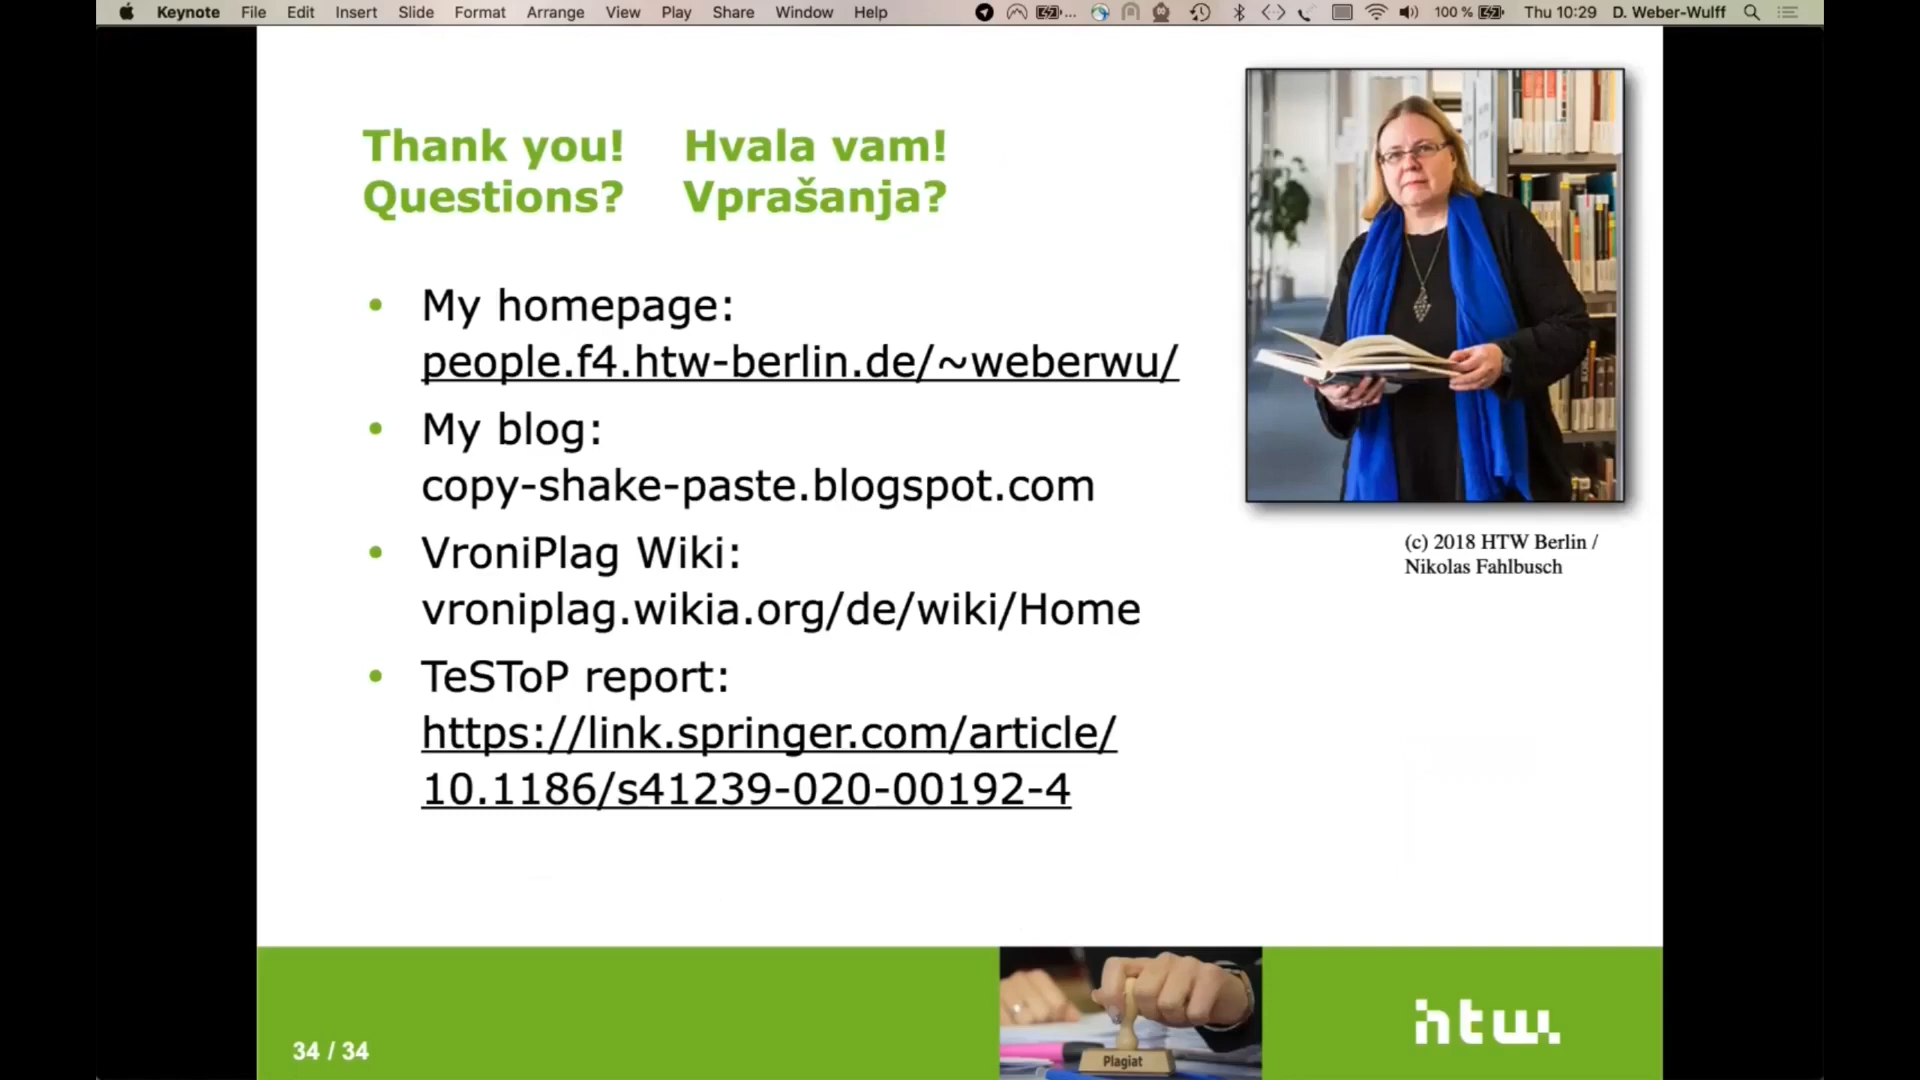 Keynote File Edit Insert Slide Format Arrange View Play Share Window Help 100 % Thu 10:29 D. Weber-Wulff
Thank you! Hvala vam!
Questions? Vprašanja?
• My homepage:
people.f4.htw-berlin.de/~weberwu/
• My blog:
copy-shake-paste.blogspot.com
• VroniPlag Wiki:
vroniplag.wikia.org/de/wiki/Home
• TeSToP report:
https://link.springer.com/article/
10.1186/s41239-020-00192-4
(c) 2018 HTW Berlin /
Nikolas Fahlbusch
34 / 34
Plagiat
htw.